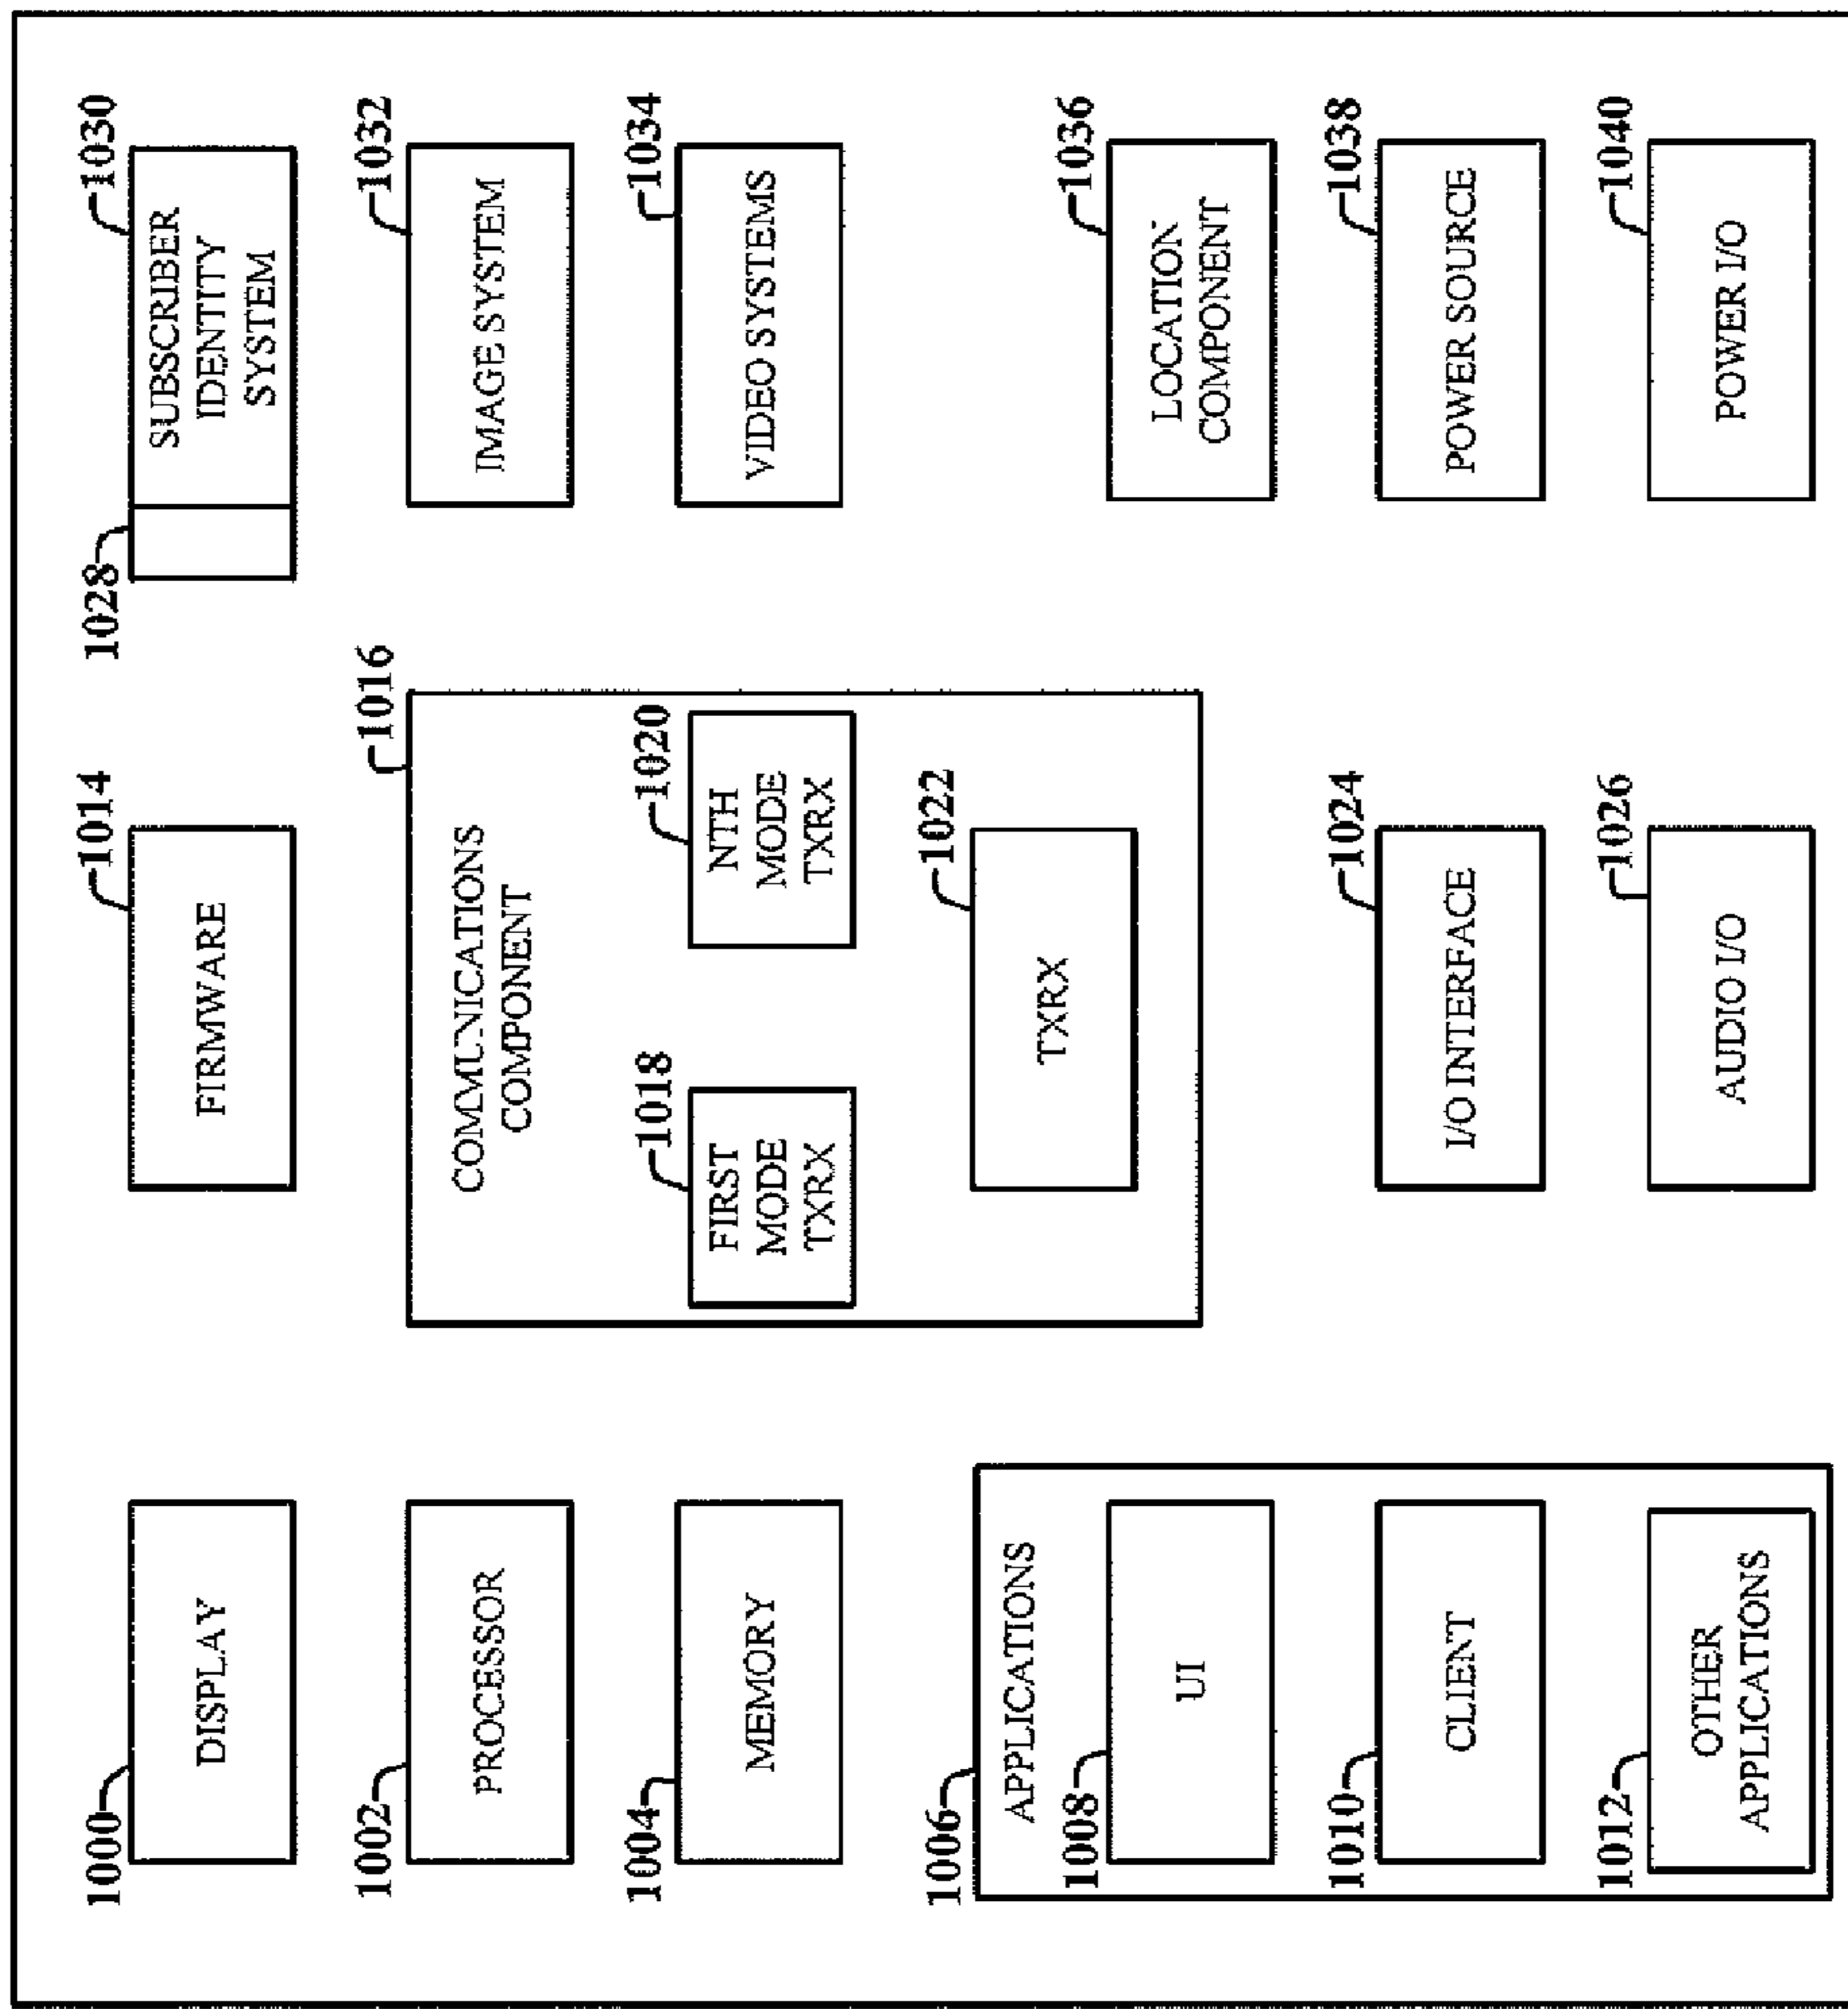 1000
DISPLAY
1002
PROCESSOR
1004
MEMORY
1006
APPLICATIONS
1008
UI
1010
CLIENT
1012
OTHER
APPLICATIONS
1014
FIRMWARE
1016
COMMUNICATIONS
COMPONENT
1018
FIRST
MODE
TXRX
1020
NTH
MODE
TXRX
1022
TXRX
1024
I/O INTERFACE
1026
AUDIO I/O
1028
1030
SUBSCRIBER
IDENTITY
SYSTEM
1032
IMAGE SYSTEM
1034
VIDEO SYSTEMS
1036
LOCATION
COMPONENT
1038
POWER SOURCE
1040
POWER I/O